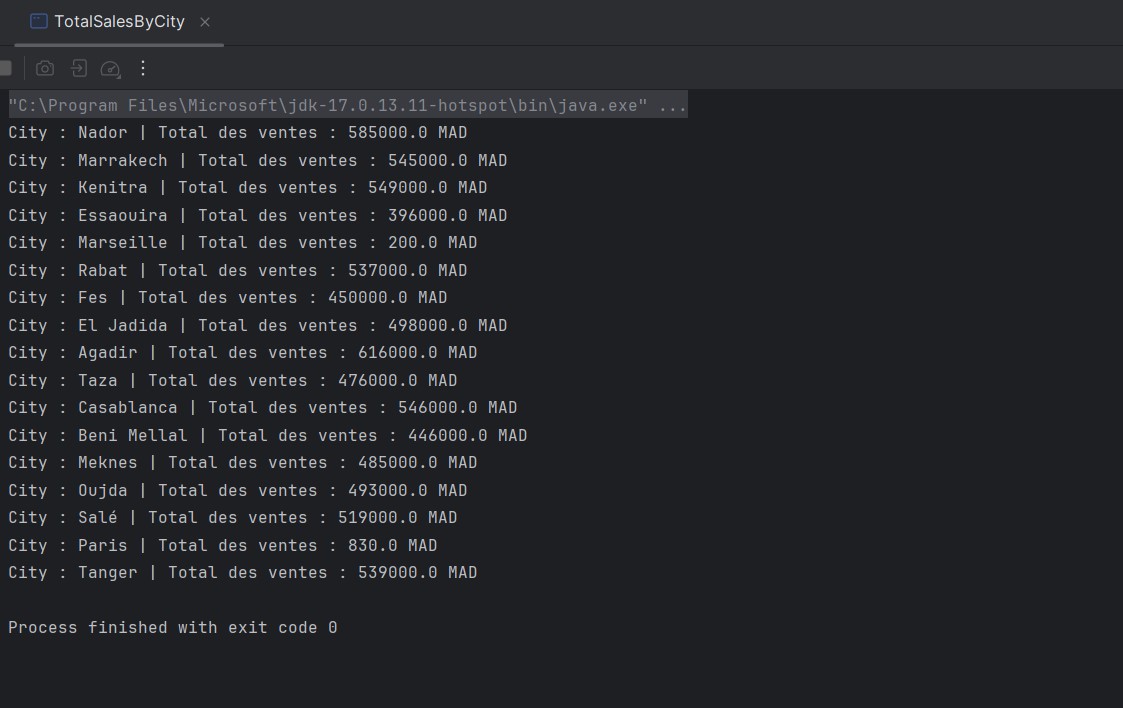 TotalSalesByCity
"C:\Program Files\Microsoft\jdk-17.0.13.11-hotspot\bin\java.exe" ...
City : Nador | Total des ventes : 585000.0 MAD
City : Marrakech | Total des ventes : 545000.0 MAD
City : Kenitra | Total des ventes : 549000.0 MAD
City : Essaouira | Total des ventes : 396000.0 MAD
City : Marseille | Total des ventes : 200.0 MAD
City : Rabat | Total des ventes : 537000.0 MAD
City : Fes | Total des ventes : 450000.0 MAD
City : El Jadida | Total des ventes : 498000.0 MAD
City : Agadir | Total des ventes : 616000.0 MAD
City : Taza | Total des ventes : 476000.0 MAD
City : Casablanca | Total des ventes : 546000.0 MAD
City : Beni Mellal | Total des ventes : 446000.0 MAD
City : Meknes | Total des ventes : 485000.0 MAD
City : Oujda | Total des ventes : 493000.0 MAD
City : Salé | Total des ventes : 519000.0 MAD
City : Paris | Total des ventes : 830.0 MAD
City : Tanger | Total des ventes : 539000.0 MAD
Process finished with exit code 0